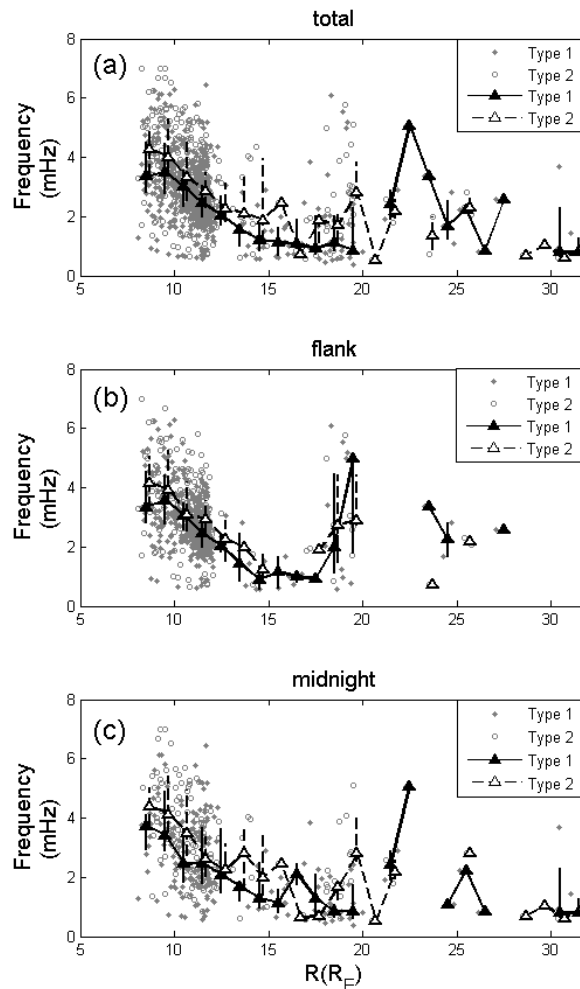 total
(a)
Type 1
Type 2
Type 1
Type 2
Frequency
(mHz)
8
6
4
2
0
5 10 15 20 25 30
flank
(b)
Type 1
Type 2
Type 1
Type 2
Frequency
(mHz)
8
6
4
2
0
5 10 15 20 25 30
midnight
(c)
Type 1
Type 2
Type 1
Type 2
Frequency
(mHz)
8
6
4
2
0
5 10 15 20 25 30
R(R_E)